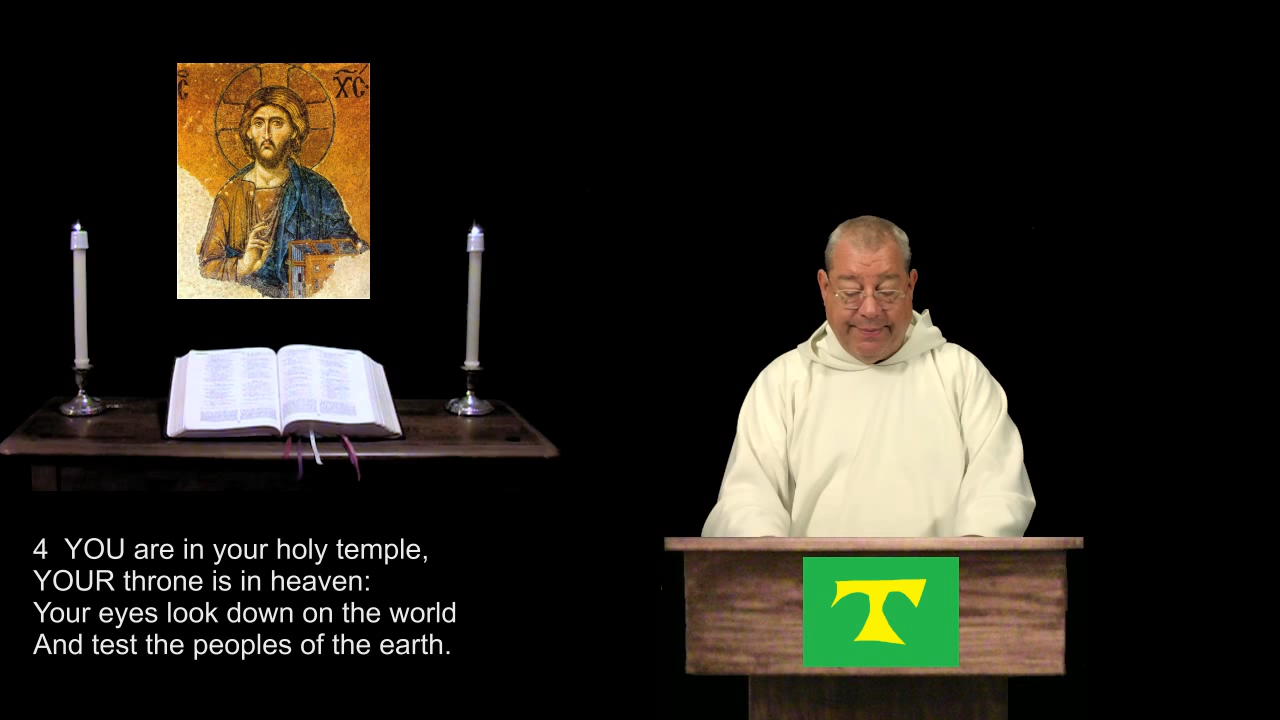 C
XC
4 YOU are in your holy temple,
YOUR throne is in heaven:
Your eyes look down on the world
And test the peoples of the earth.
T